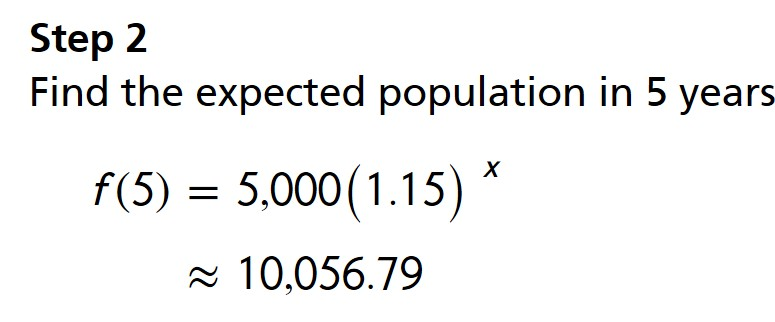 Step 2
Find the expected population in 5 years
f(5) = 5,000(1.15) ˣ
≈ 10,056.79